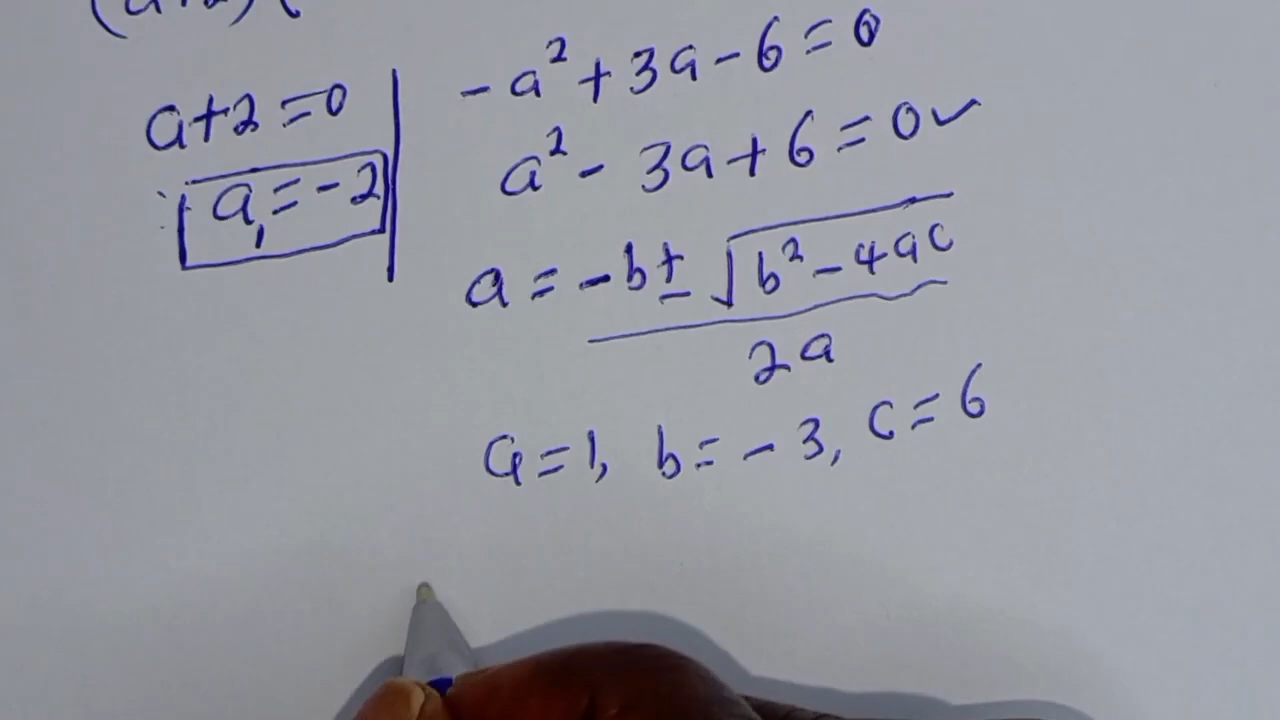 a+2=0
a₁=-2
-a²+3a-6=0
a²-3a+6=0✓
a=-b±√b²-4ac
2a
a=1, b=-3, c=6